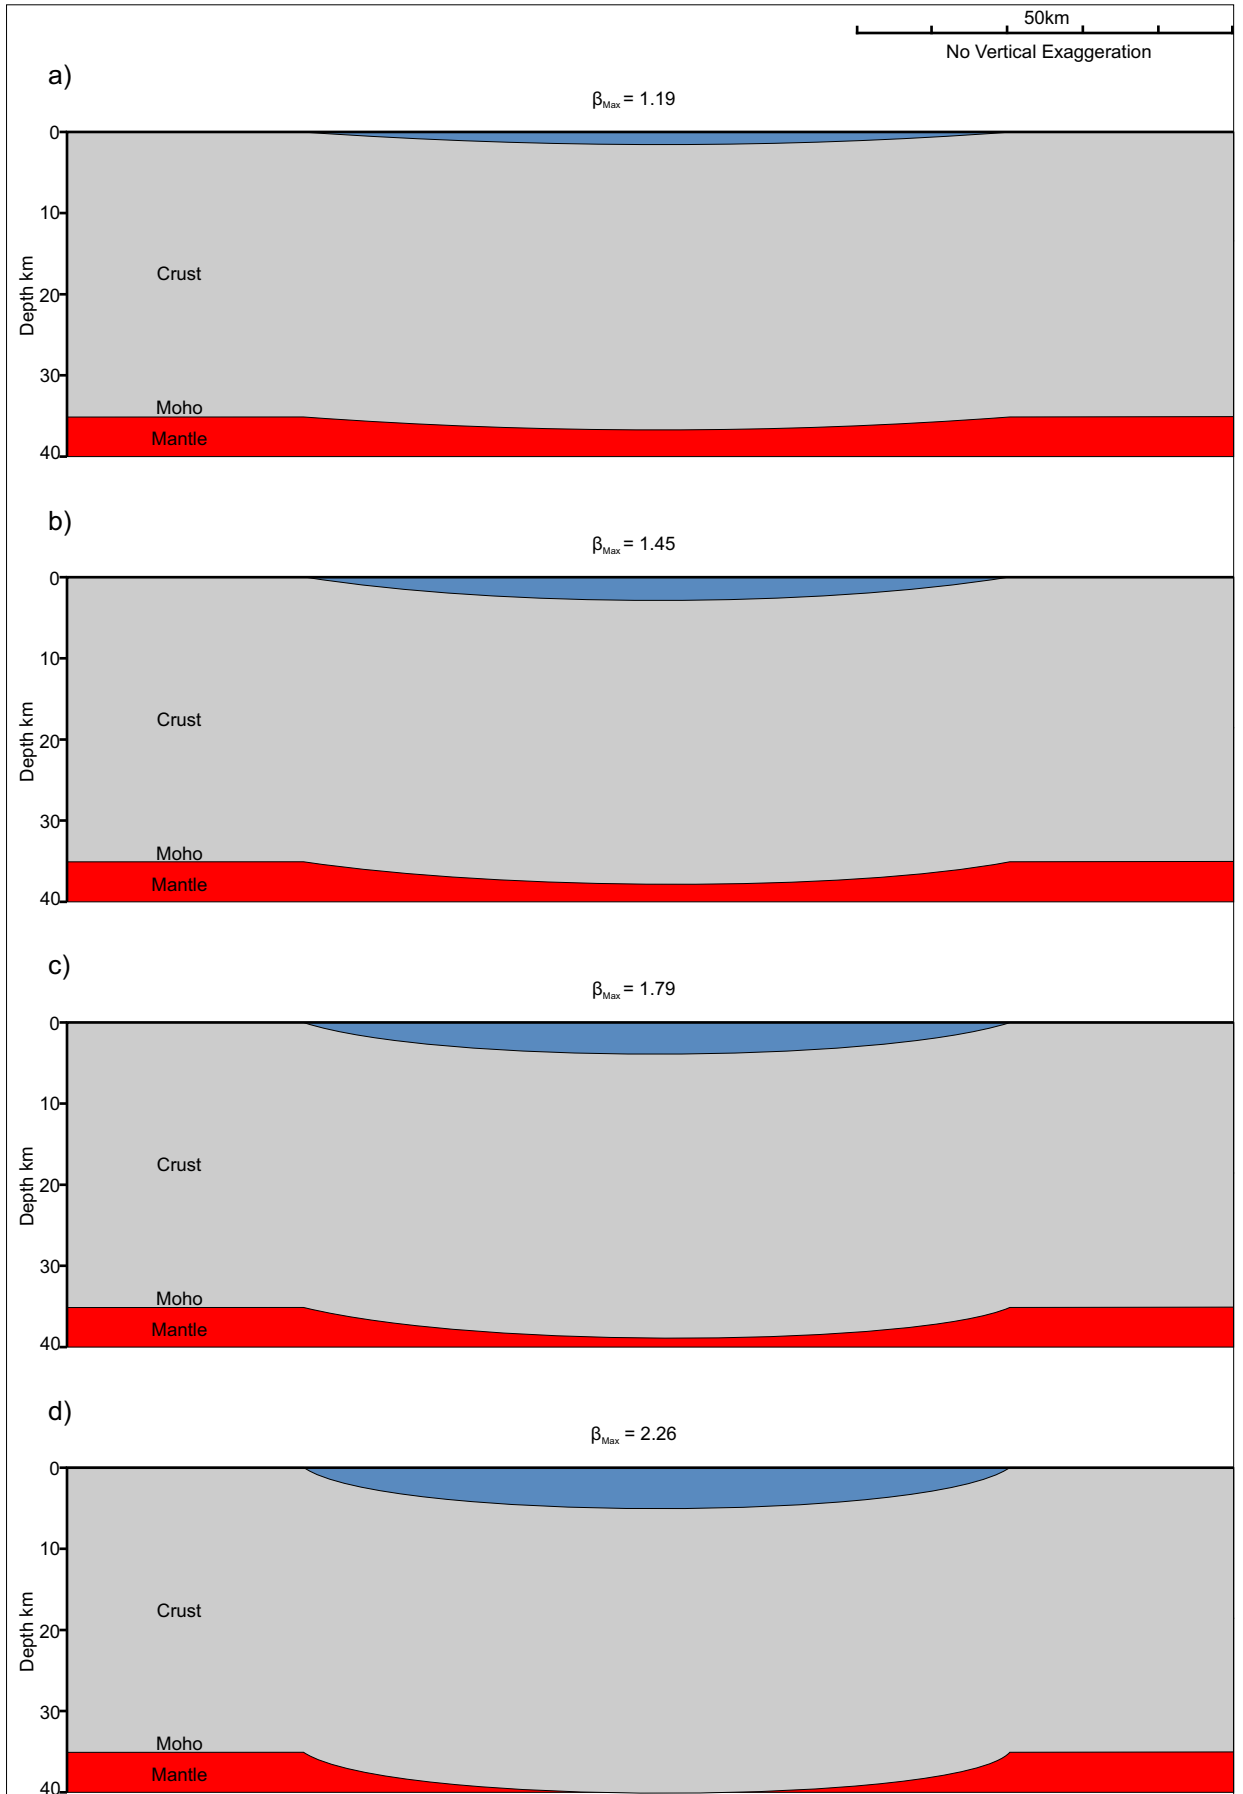 50km
No Vertical Exaggeration
a)
βMax = 1.19
0
10
Crust
Depth km
20
30
Moho
Mantle
40
b)
βMax = 1.45
0
10
Crust
Depth km
20
30
Moho
Mantle
40
c)
βMax = 1.79
0
10
Crust
Depth km
20
30
Moho
Mantle
40
d)
βMax = 2.26
0
10
Crust
Depth km
20
30
Moho
Mantle
40